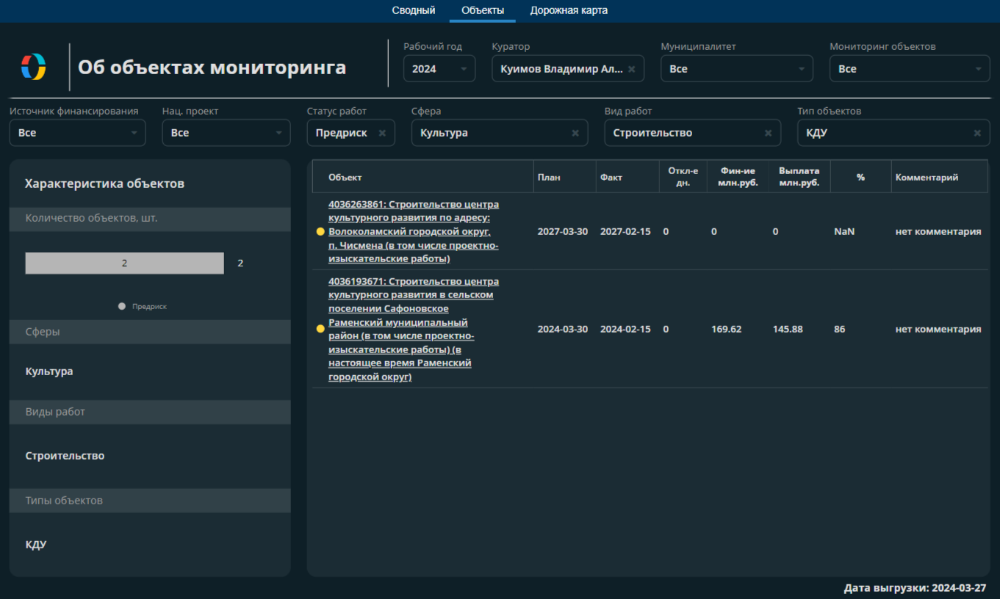 Сводный Объекты Дорожная карта
Об объектах мониторинга
Рабочий год Куратор Муниципалитет Мониторинг объектов
2024 Куимов Владимир Ал... Все Все
Источник финансирования Нац. проект Статус работ Сфера Вид работ Тип объектов
Все Все Предриск Культура Строительство КДУ
Характеристика объектов
Количество объектов, шт.
2 2
Предриск
Сферы
Культура
Виды работ
Строительство
Типы объектов
КДУ
Объект План Факт Откл-е дн. Фин-ие млн.руб. Выплата млн.руб. % Комментарий
4036263861: Строительство центра
культурного развития по адресу:
Волоколамский городской округ, 2027-03-30 2027-02-15 0 0 0 NaN нет комментария
п. Чисмена (в том числе проектно-
изыскательские работы)
4036193671: Строительство центра
культурного развития в сельском
поселении Сафоновское
Раменский муниципальный
район (в том числе проектно- 2024-03-30 2024-02-15 0 169.62 145.88 86 нет комментария
изыскательские работы) (в
настоящее время Раменский
городской округ)
Дата выгрузки: 2024-03-27